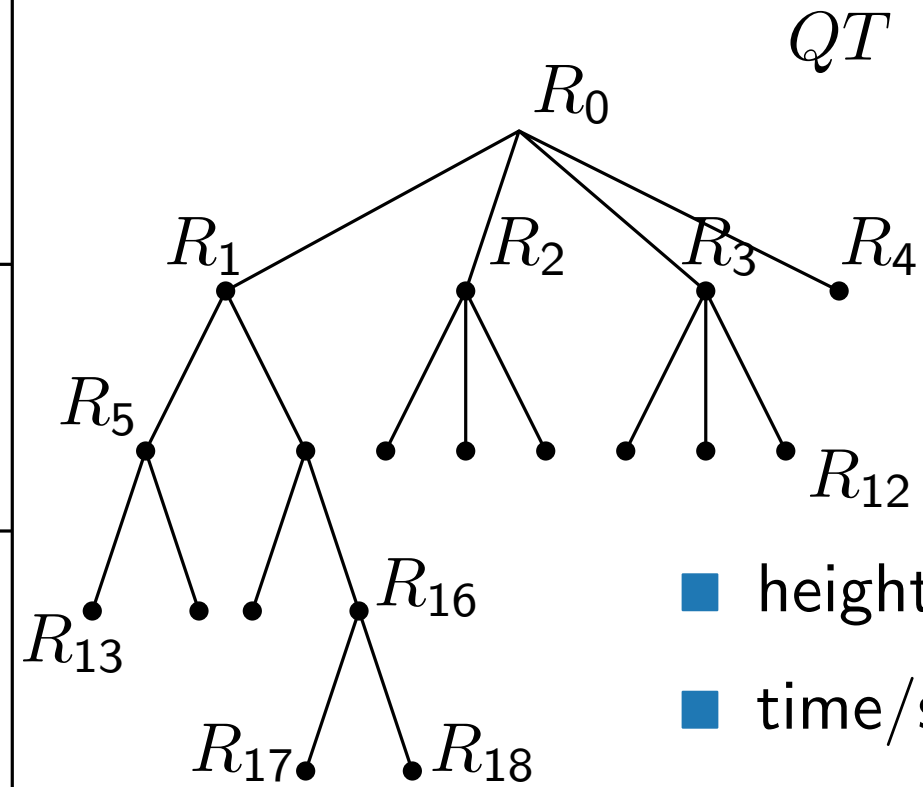 QT
R₀
R₁ R₂ R₃ R₄
R₅
R₁₂
R₁₆
height
R₁₃
time/s
R₁₇ R₁₈